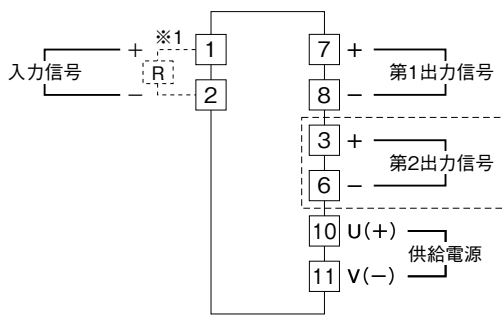 ※1
入力信号
+
−
R
1
2
7 +
8 −
第1出力信号
3 +
6 −
第2出力信号
10 U(+)
11 V(−)
供給電源